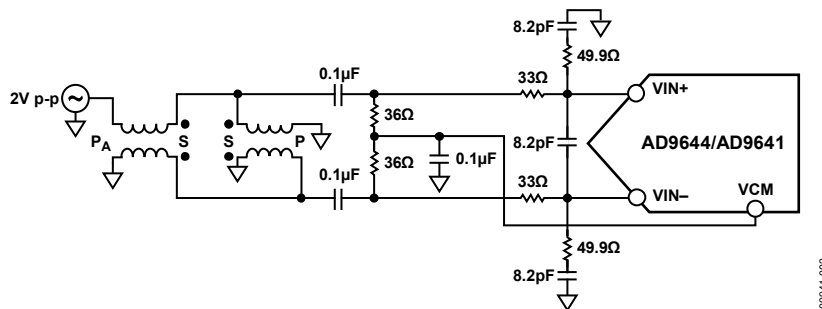 8.2pF
49.9Ω
0.1µF
33Ω
2V p-p
VIN+
36Ω
PA
S
S
P
8.2pF
AD9644/AD9641
36Ω
0.1µF
0.1µF
33Ω
VIN–
VCM
49.9Ω
8.2pF